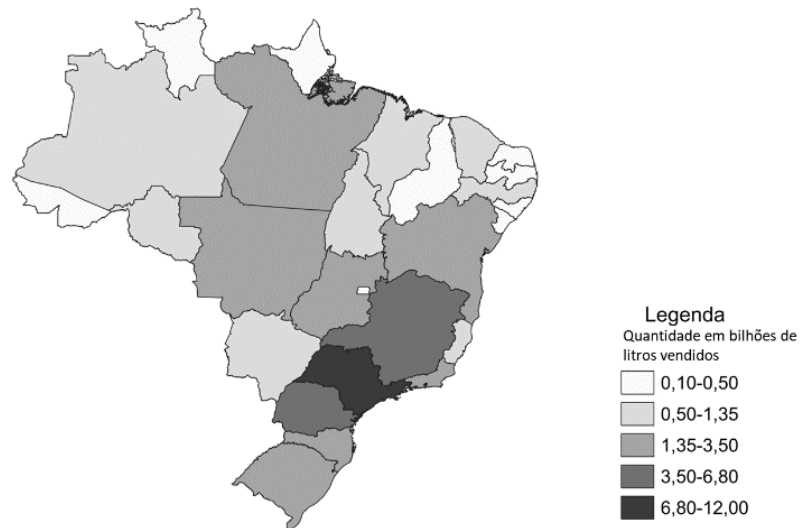 Legenda
Quantidade em bilhões de
litros vendidos
0,10-0,50
0,50-1,35
1,35-3,50
3,50-6,80
6,80-12,00